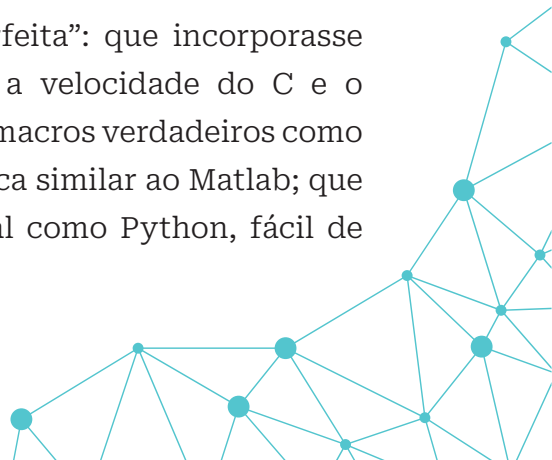 feita”: que incorporasse
a velocidade do C e o
macros verdadeiros como
ca similar ao Matlab; que
l como Python, fácil de